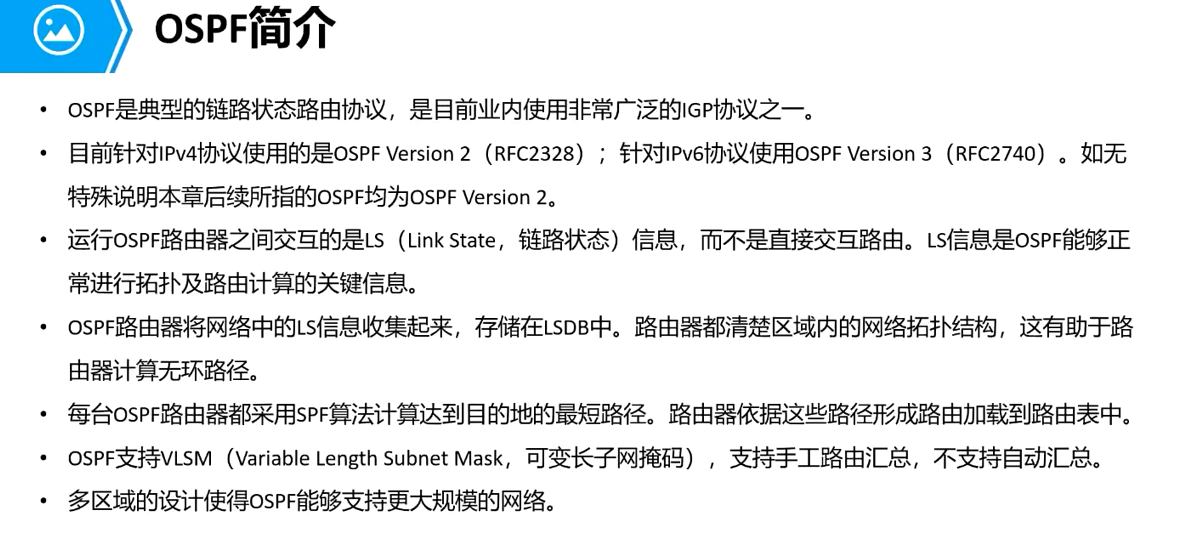 OSPF简介
• OSPF是典型的链路状态路由协议，是目前业内使用非常广泛的IGP协议之一。
• 目前针对IPv4协议使用的是OSPF Version 2（RFC2328）；针对IPv6协议使用OSPF Version 3（RFC2740）。如无
特殊说明本章后续所指的OSPF均为OSPF Version 2。
• 运行OSPF路由器之间交互的是LS（Link State，链路状态）信息，而不是直接交互路由。LS信息是OSPF能够正
常进行拓扑及路由计算的关键信息。
• OSPF路由器将网络中的LS信息收集起来，存储在LSDB中。路由器都清楚区域内的网络拓扑结构，这有助于路
由器计算无环路径。
• 每台OSPF路由器都采用SPF算法计算达到目的地的最短路径。路由器依据这些路径形成路由加载到路由表中。
• OSPF支持VLSM（Variable Length Subnet Mask，可变长子网掩码），支持手工路由汇总，不支持自动汇总。
• 多区域的设计使得OSPF能够支持更大规模的网络。